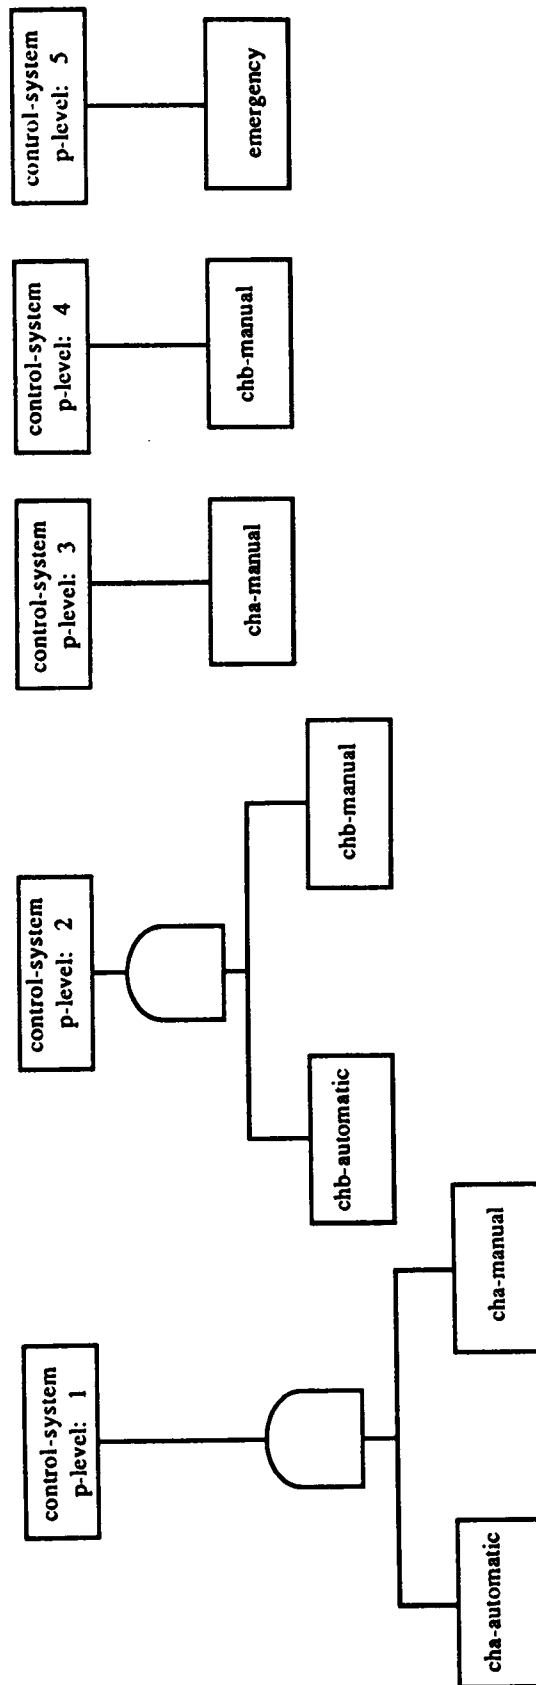 control-system
p-level: 1
cha-automatic
cha-manual
control-system
p-level: 2
chb-automatic
chb-manual
control-system
p-level: 3
cha-manual
control-system
p-level: 4
chb-manual
control-system
p-level: 5
emergency